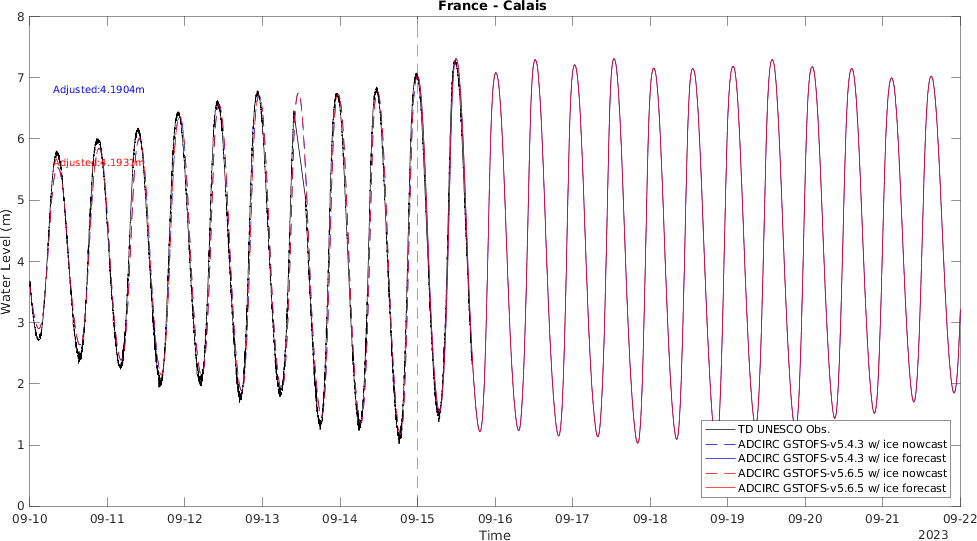 France - Calais
8
7
6
5
4
3
2
1
0
Water Level (m)
Adjusted:4.1904m
Adjusted:4.1931m
09-10
09-11
09-12
09-13
09-14
09-15
09-16
09-17
09-18
09-19
09-20
09-21
09-22
Time
2023
TD UNESCO Obs.
ADCIRC GSTOFS-v5.4.3 w/ ice nowcast
ADCIRC GSTOFS-v5.4.3 w/ ice forecast
ADCIRC GSTOFS-v5.6.5 w/ ice nowcast
ADCIRC GSTOFS-v5.6.5 w/ ice forecast